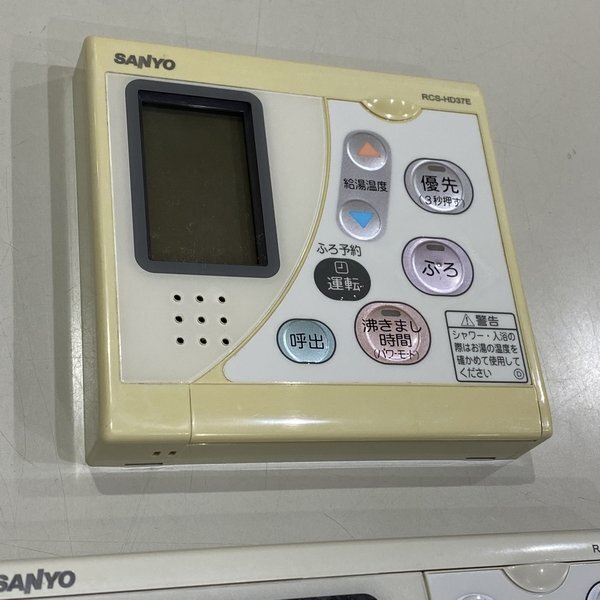 SANYO
RCS-HD37E
給湯温度
優先
(3秒押す)
ふろ予約
運転
ふろ
呼出
沸きまし
時間
(パワーモード)
⚠警告
シャワー・入浴の
際はお湯の温度を
確かめて使用して
ください Ⓓ
SANYO